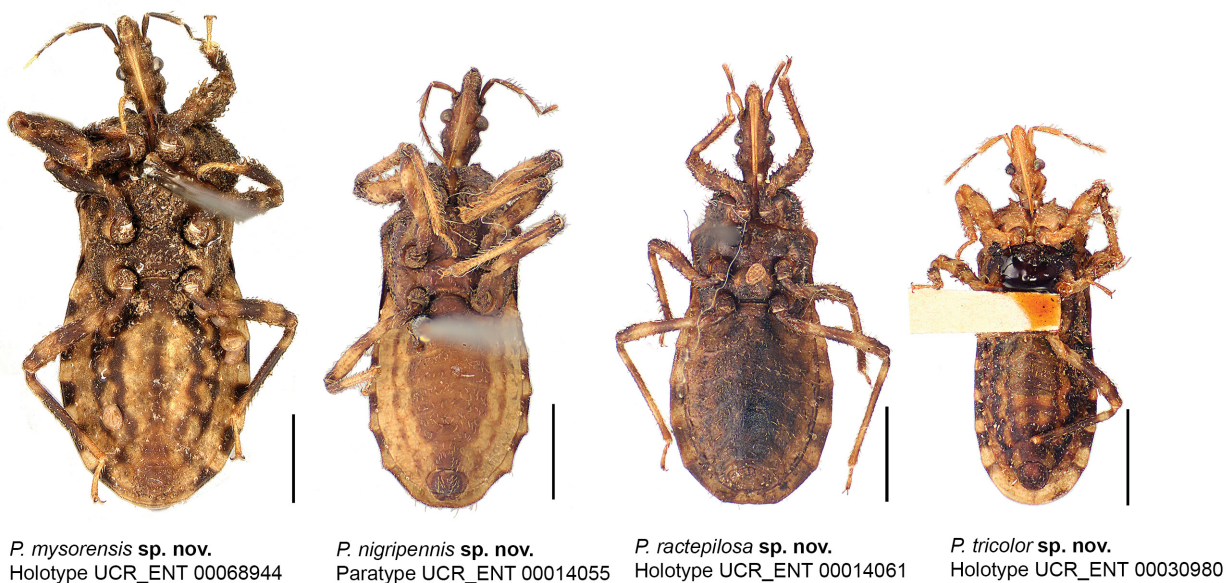 P. mysorensis sp. nov.
Holotype UCR_ENT 00068944
P. nigripennis sp. nov.
Paratype UCR_ENT 00014055
P. ractepilosa sp. nov.
Holotype UCR_ENT 00014061
P. tricolor sp. nov.
Holotype UCR_ENT 00030980